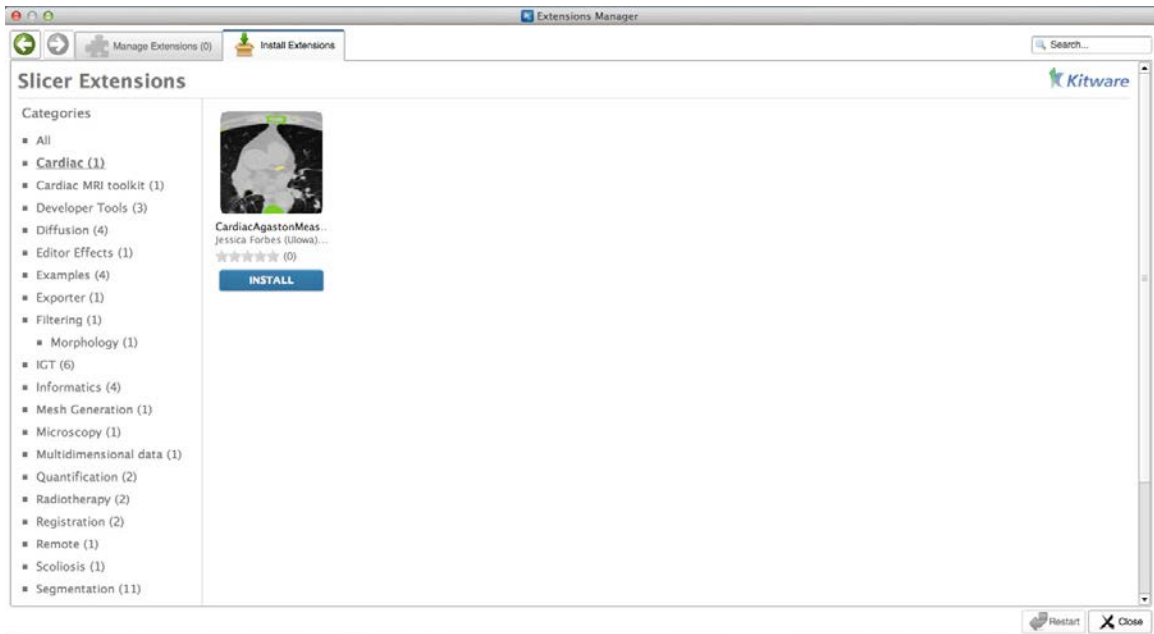 Extensions Manager
Manage Extensions (0)
Install Extensions
Search...
Slicer Extensions
Kitware
Categories
All
Cardiac (1)
Cardiac MRI toolkit (1)
Developer Tools (3)
Diffusion (4)
Editor Effects (1)
Examples (4)
Exporter (1)
Filtering (1)
Morphology (1)
IGT (6)
Informatics (4)
Mesh Generation (1)
Microscopy (1)
Multidimensional data (1)
Quantification (2)
Radiotherapy (2)
Registration (2)
Remote (1)
Scoliosis (1)
Segmentation (11)
CardiacAgastonMeas..
Jessica Forbes (UIowa)...
(0)
INSTALL
Restart
Close